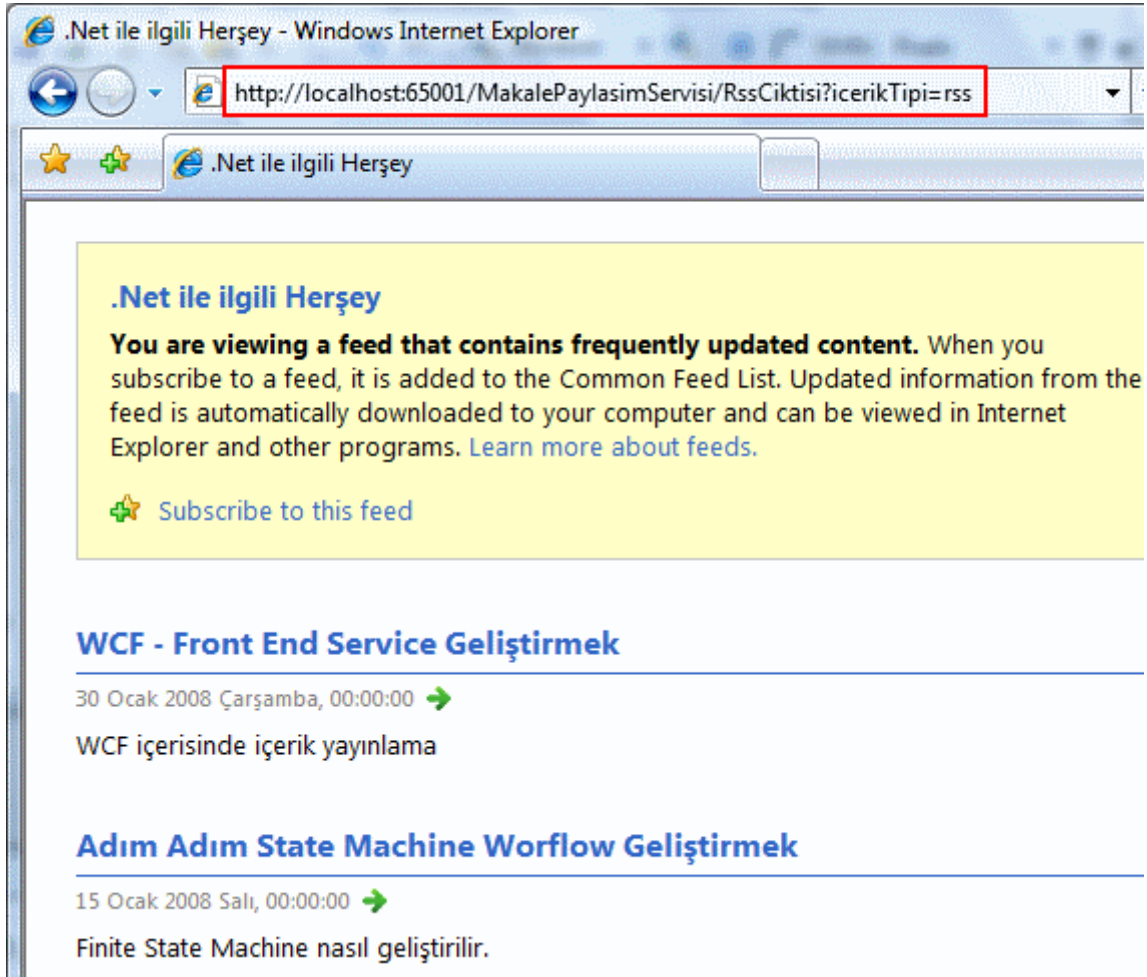 .Net ile ilgili Herşey - Windows Internet Explorer
http://localhost:65001/MakalePaylasimServisi/RssCiktisi?icerikTipi=rss
.Net ile ilgili Herşey
.Net ile ilgili Herşey
You are viewing a feed that contains frequently updated content. When you
subscribe to a feed, it is added to the Common Feed List. Updated information from the
feed is automatically downloaded to your computer and can be viewed in Internet
Explorer and other programs. Learn more about feeds.
Subscribe to this feed
WCF - Front End Service Geliştirmek
30 Ocak 2008 Çarşamba, 00:00:00
WCF içerisinde içerik yayınlama
Adım Adım State Machine Worflow Geliştirmek
15 Ocak 2008 Salı, 00:00:00
Finite State Machine nasıl geliştirilir.